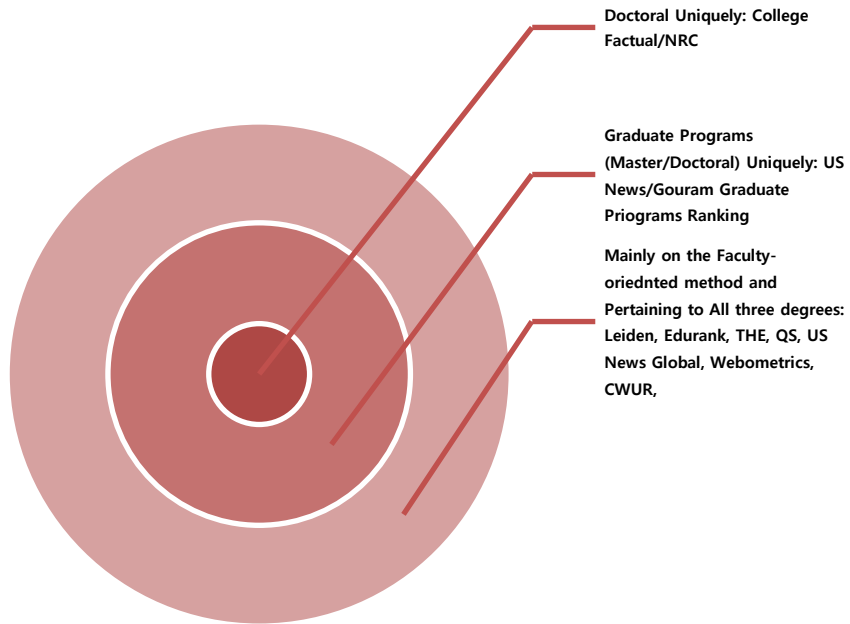 Doctoral Uniquely: College
Factual/NRC
Graduate Programs
(Master/Doctoral) Uniquely: US
News/Gouram Graduate
Priograms Ranking
Mainly on the Faculty-
oriednted method and
Pertaining to All three degrees:
Leiden, Edurank, THE, QS, US
News Global, Webometrics,
CWUR,